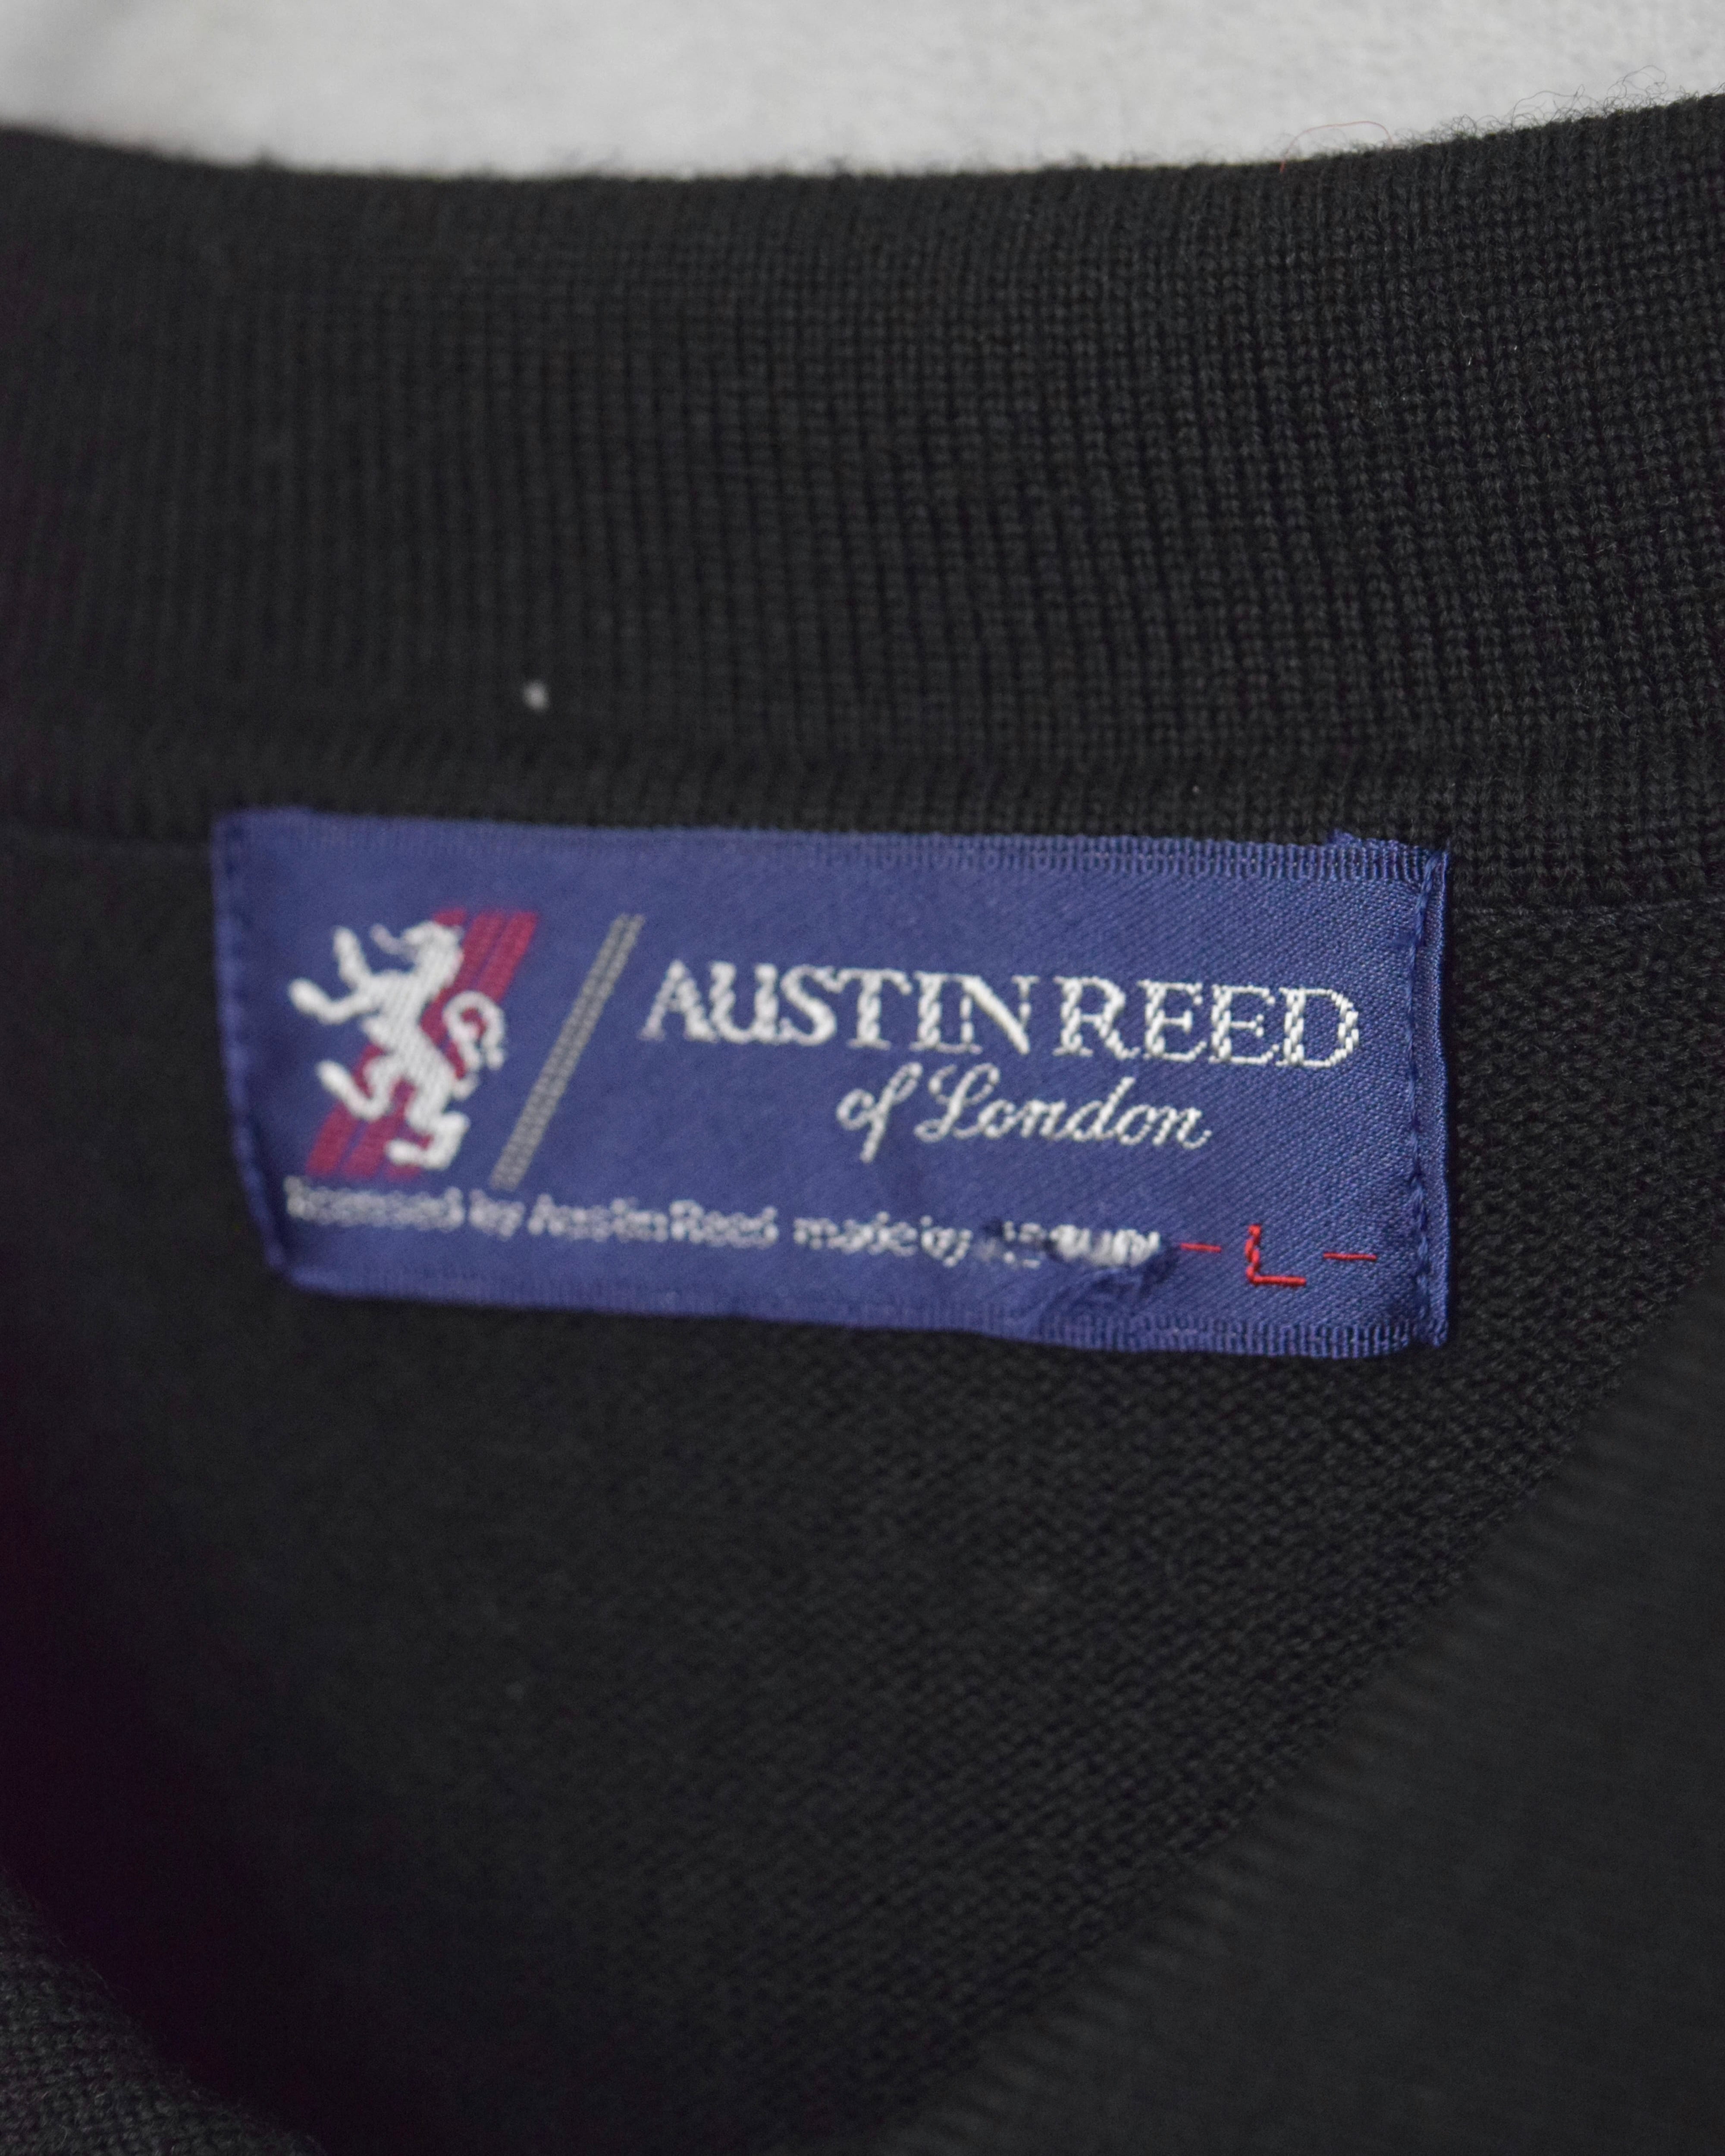 AUSTIN REED
of London
licensed by Austin Reed made by - L -